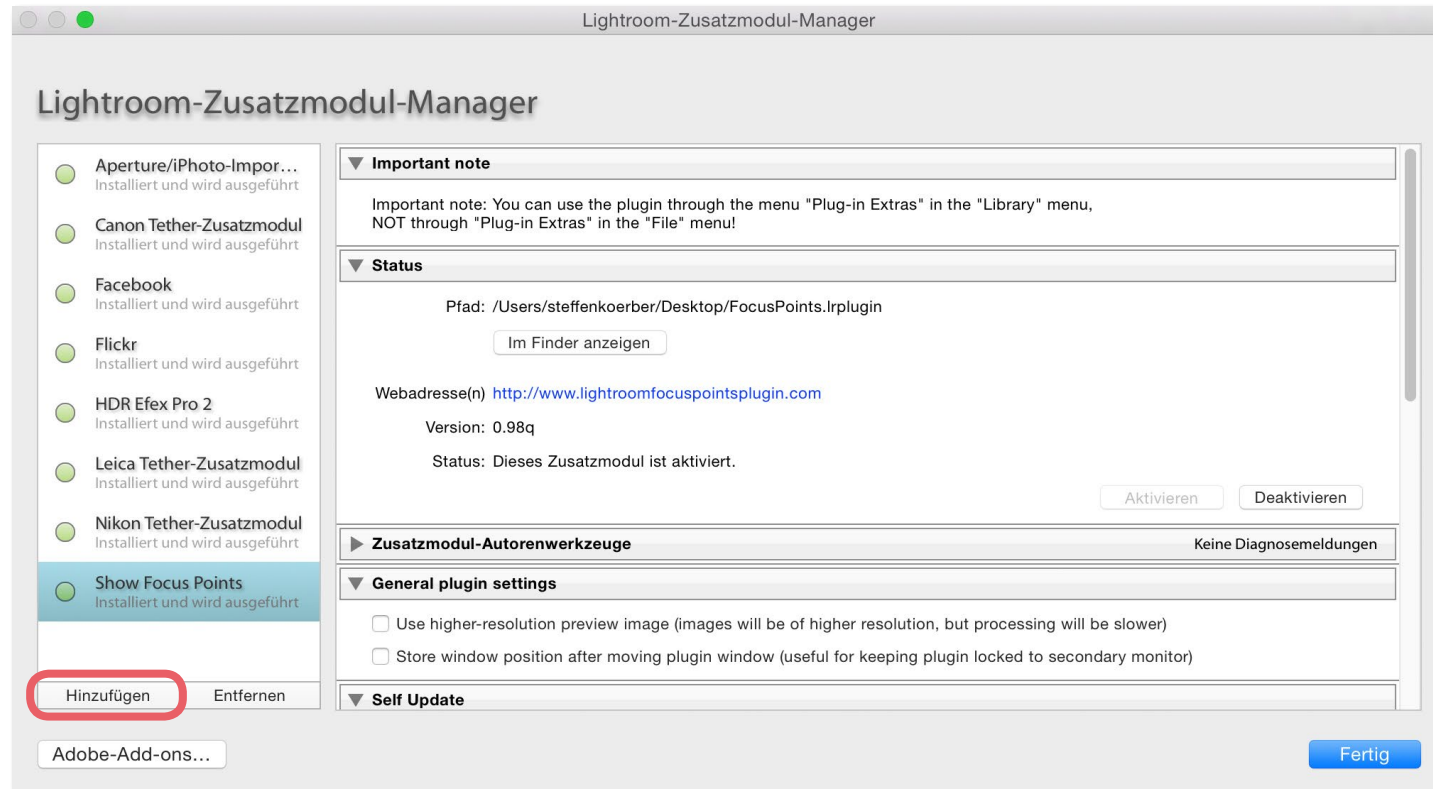 Lightroom-Zusatzmodul-Manager
Lightroom-Zusatzmodul-Manager
Aperture/iPhoto-Impor...
Installiert und wird ausgeführt
Canon Tether-Zusatzmodul
Installiert und wird ausgeführt
Facebook
Installiert und wird ausgeführt
Flickr
Installiert und wird ausgeführt
HDR Efex Pro 2
Installiert und wird ausgeführt
Leica Tether-Zusatzmodul
Installiert und wird ausgeführt
Nikon Tether-Zusatzmodul
Installiert und wird ausgeführt
Show Focus Points
Installiert und wird ausgeführt
Hinzufügen Entfernen
Important note
Important note: You can use the plugin through the menu "Plug-in Extras" in the "Library" menu,
NOT through "Plug-in Extras" in the "File" menu!
Status
Pfad: /Users/steffenkoerber/Desktop/FocusPoints.lrplugin
Im Finder anzeigen
Webadresse(n) http://www.lightroomfocuspointsplugin.com
Version: 0.98q
Status: Dieses Zusatzmodul ist aktiviert.
Aktivieren Deaktivieren
Zusatzmodul-Autorenwerkzeuge Keine Diagnosemeldungen
General plugin settings
Use higher-resolution preview image (images will be of higher resolution, but processing will be slower)
Store window position after moving plugin window (useful for keeping plugin locked to secondary monitor)
Self Update
Adobe-Add-ons...
Fertig